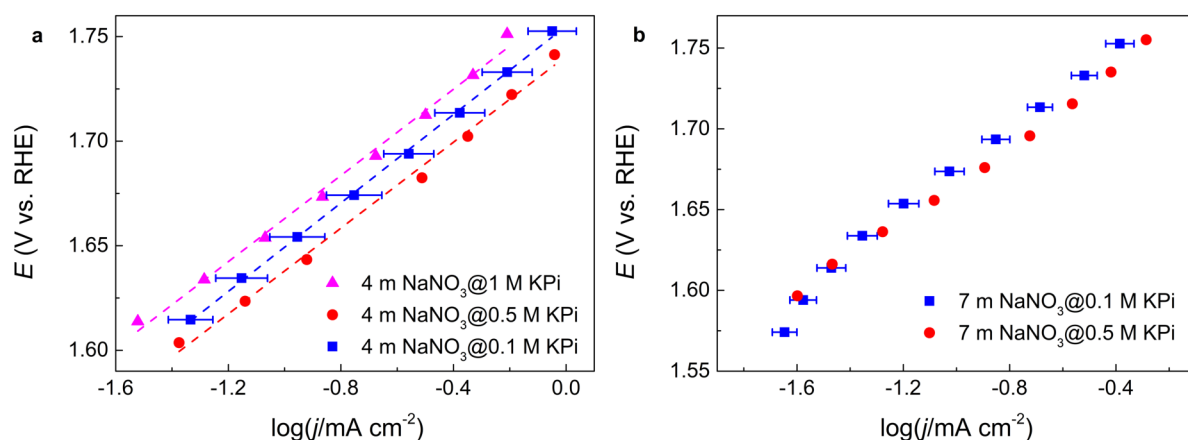 a
1.75
1.70
1.65
1.60
E (V vs. RHE)
4 m NaNO₃@1 M KPi
4 m NaNO₃@0.5 M KPi
4 m NaNO₃@0.1 M KPi
-1.6 -1.2 -0.8 -0.4 0.0
log(j/mA cm⁻²)
b
1.75
1.70
1.65
1.60
1.55
E (V vs. RHE)
7 m NaNO₃@0.1 M KPi
7 m NaNO₃@0.5 M KPi
-1.6 -1.2 -0.8 -0.4
log(j/mA cm⁻²)